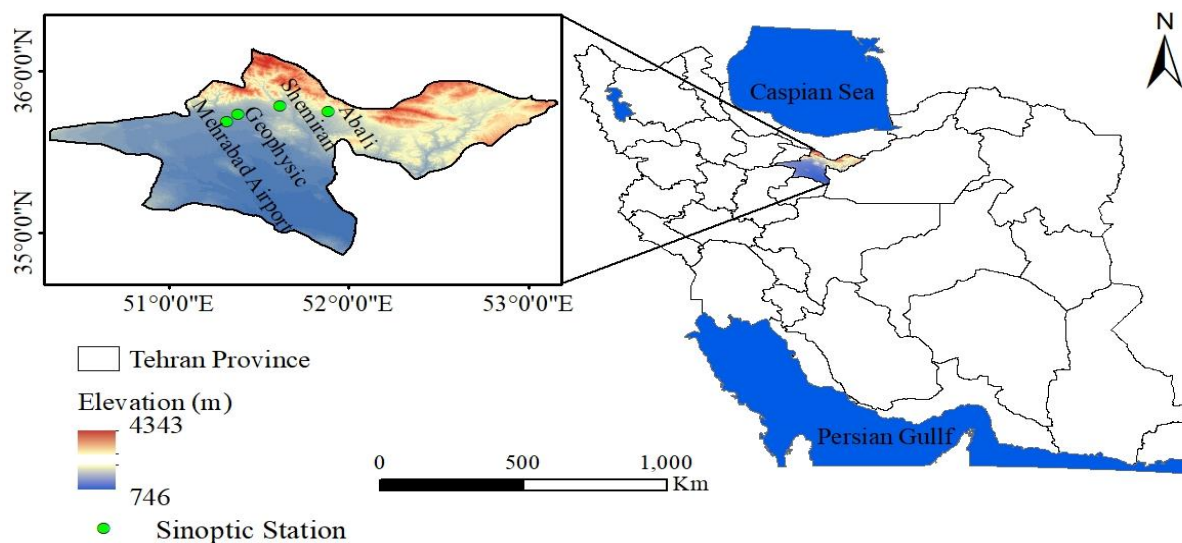 N
36°0'0"N
35°0'0"N
Mehrabad Airport
Geophysic
Shemiran
Abali
51°0'0"E
52°0'0"E
53°0'0"E
Caspian Sea
Persian Gullf
Tehran Province
Elevation (m)
4343
746
Sinoptic Station
0
500
1,000
Km